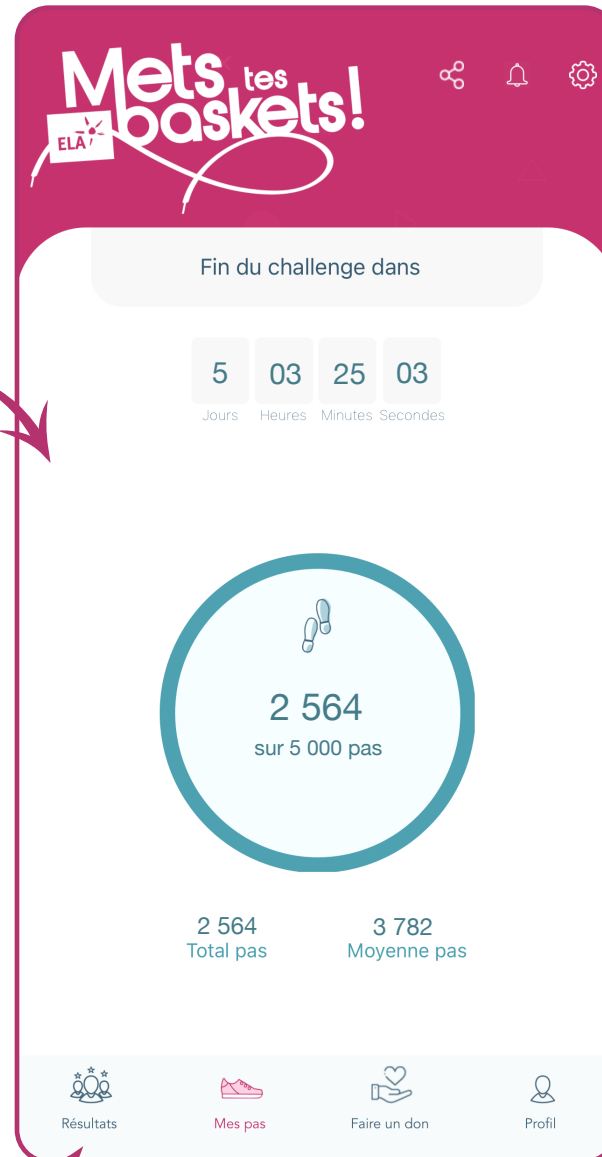 Mets tes
baskets!
ELA
Fin du challenge dans
5 03 25 03
Jours Heures Minutes Secondes
2 564
sur 5 000 pas
2 564 3 782
Total pas Moyenne pas
Résultats Mes pas Faire un don Profil